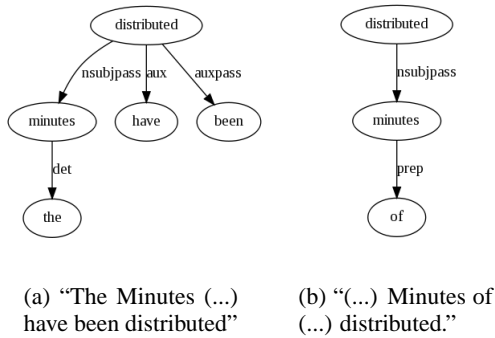 distributed
nsubjpass aux auxpass
minutes have been
det
the
(a) “The Minutes (...)
have been distributed”
distributed
nsubjpass
minutes
prep
of
(b) “(...) Minutes of
(...) distributed.”